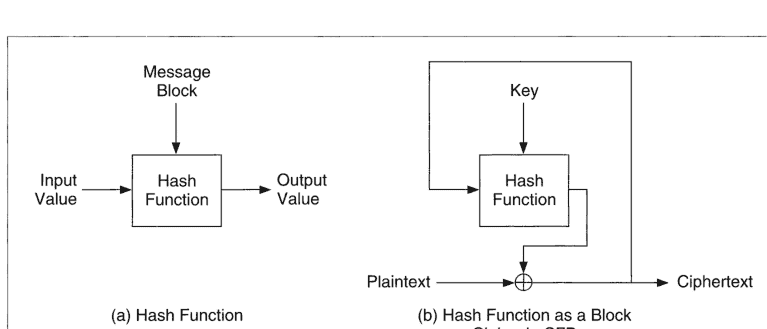 Message
Block
Input
Value
Hash
Function
Output
Value
(a) Hash Function
Key
Hash
Function
Plaintext
Ciphertext
(b) Hash Function as a Block